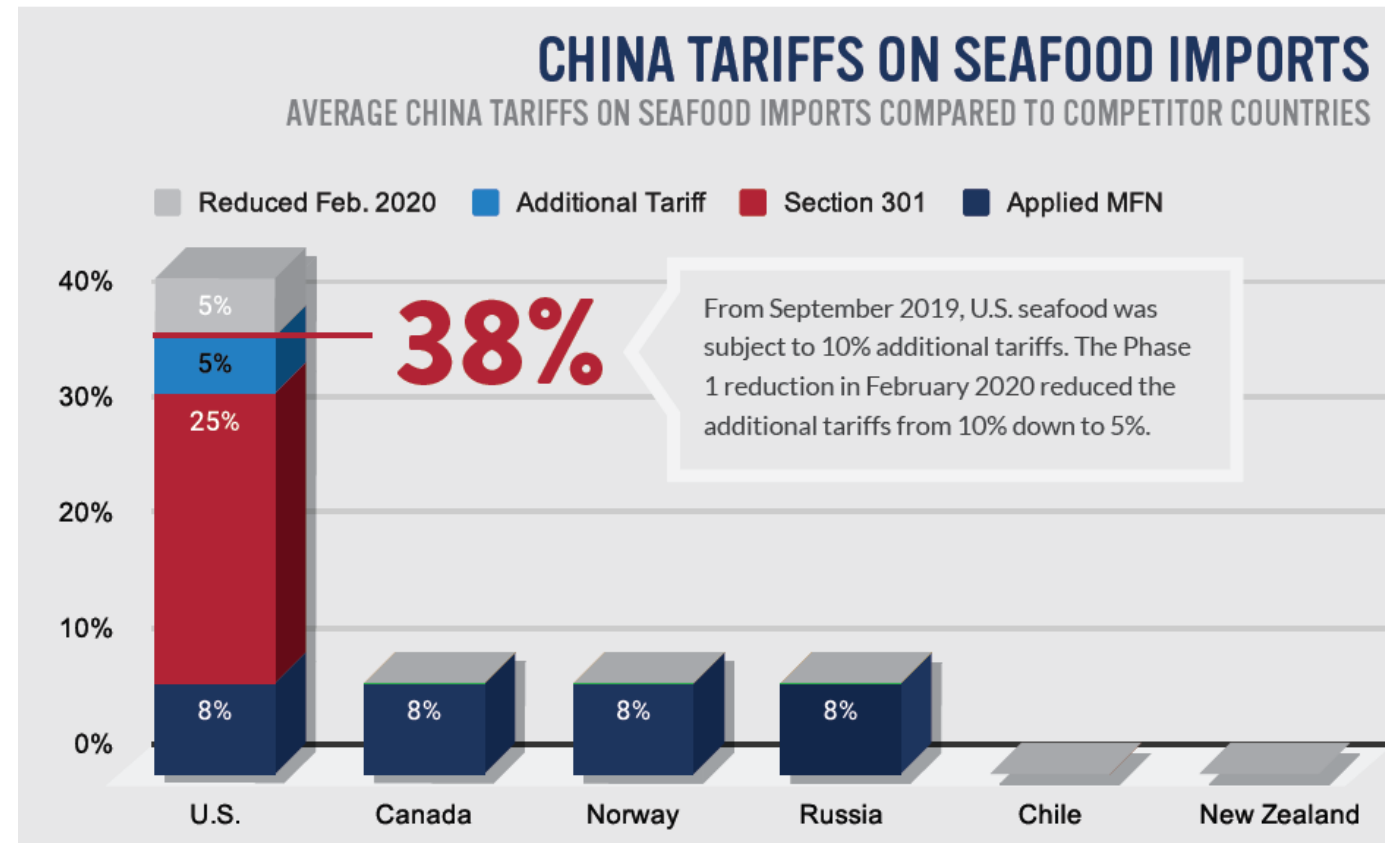 CHINA TARIFFS ON SEAFOOD IMPORTS
AVERAGE CHINA TARIFFS ON SEAFOOD IMPORTS COMPARED TO COMPETITOR COUNTRIES
Reduced Feb. 2020 Additional Tariff Section 301 Applied MFN
40%
30%
20%
10%
0%
5%
5%
25%
8%
38%
From September 2019, U.S. seafood was
subject to 10% additional tariffs. The Phase
1 reduction in February 2020 reduced the
additional tariffs from 10% down to 5%.
8%
8%
8%
U.S. Canada Norway Russia Chile New Zealand